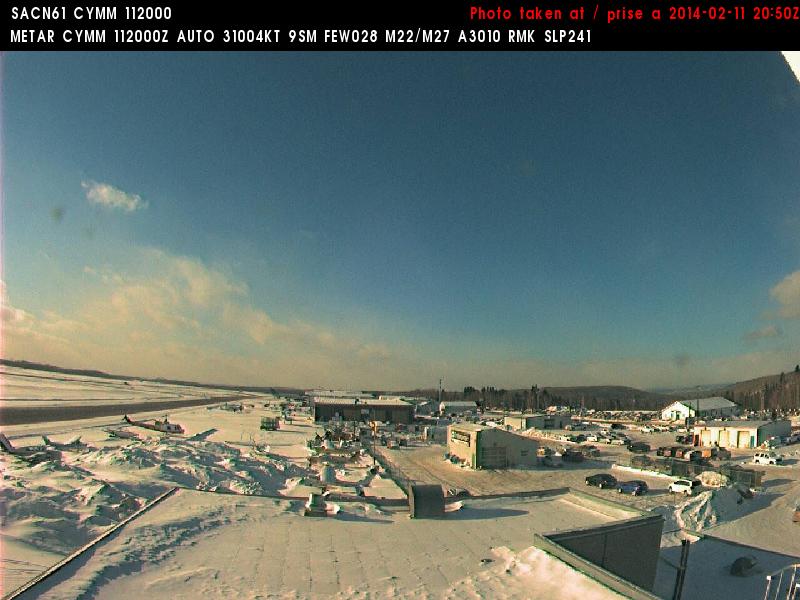 SACN61 CYMM 112000
Photo taken at / prise a 2014-02-11 20:50Z
METAR CYMM 112000Z AUTO 31004KT 9SM FEW028 M22/M27 A3010 RMK SLP241